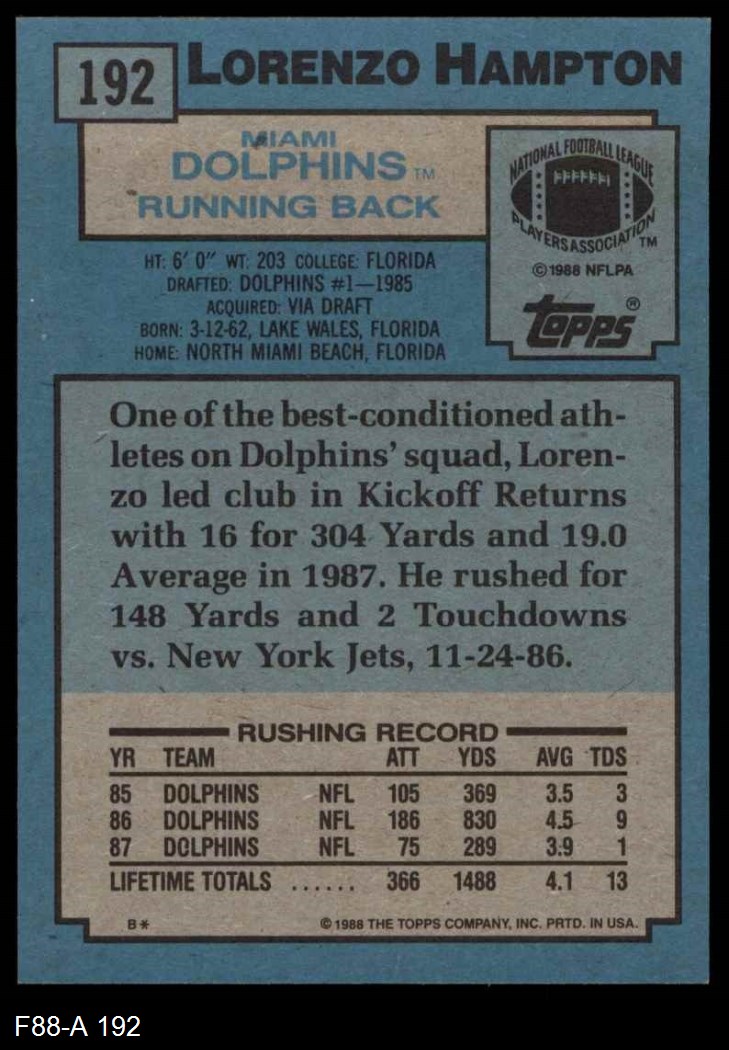 192 LORENZO HAMPTON
MIAMI
DOLPHINS TM
RUNNING BACK
NATIONAL FOOTBALL LEAGUE
PLAYERS ASSOCIATION TM
© 1988 NFLPA
topps®
HT: 6' 0" WT: 203 COLLEGE: FLORIDA
DRAFTED: DOLPHINS #1—1985
ACQUIRED: VIA DRAFT
BORN: 3-12-62, LAKE WALES, FLORIDA
HOME: NORTH MIAMI BEACH, FLORIDA
One of the best-conditioned ath-
letes on Dolphins' squad, Loren-
zo led club in Kickoff Returns
with 16 for 304 Yards and 19.0
Average in 1987. He rushed for
148 Yards and 2 Touchdowns
vs. New York Jets, 11-24-86.
RUSHING RECORD
YR TEAM ATT YDS AVG TDS
85 DOLPHINS NFL 105 369 3.5 3
86 DOLPHINS NFL 186 830 4.5 9
87 DOLPHINS NFL 75 289 3.9 1
LIFETIME TOTALS ...... 366 1488 4.1 13
B* © 1988 THE TOPPS COMPANY, INC. PRTD. IN USA.
F88-A 192